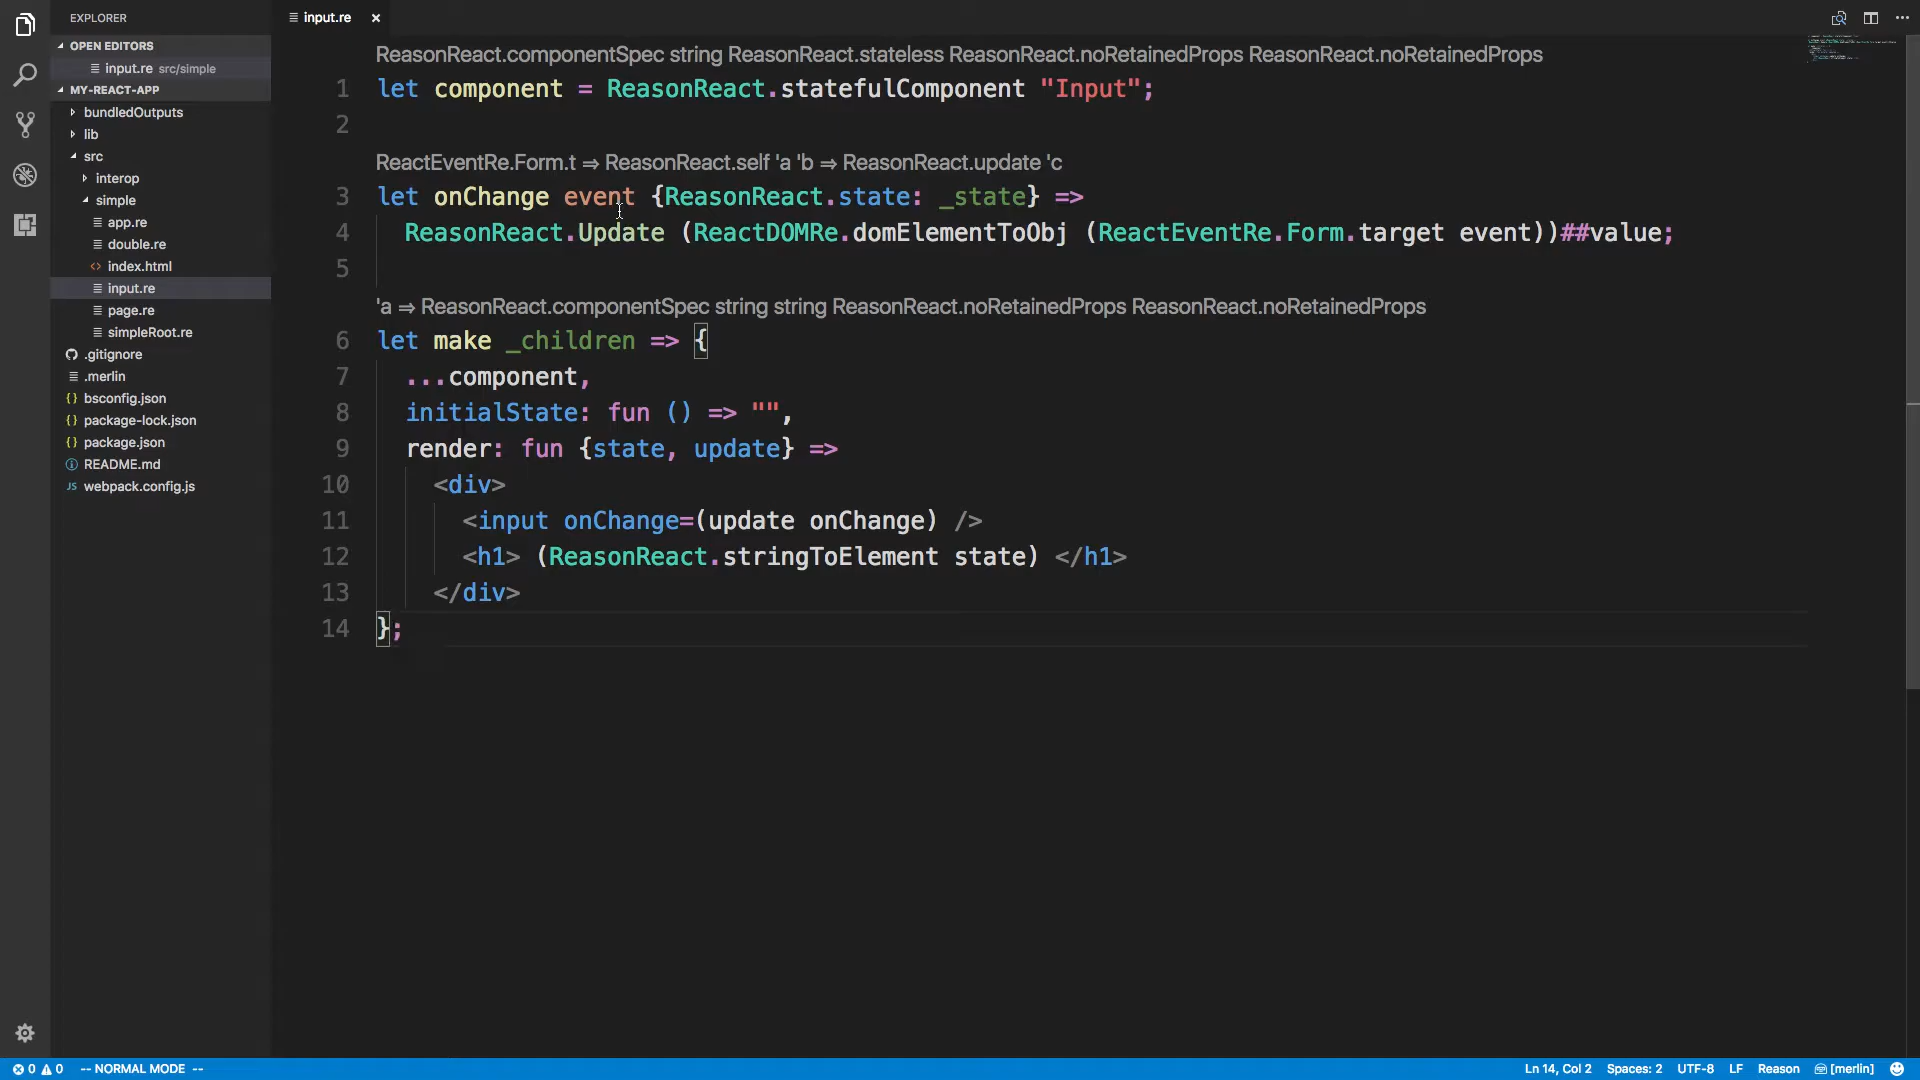 EXPLORER
OPEN EDITORS
input.re src/simple
MY-REACT-APP
bundledOutputs
lib
src
interop
simple
app.re
double.re
<> index.html
input.re
page.re
simpleRoot.re
.gitignore
.merlin
{} bsconfig.json
{} package-lock.json
{} package.json
README.md
JS webpack.config.js
input.re ×
ReasonReact.componentSpec string ReasonReact.stateless ReasonReact.noRetainedProps ReasonReact.noRetainedProps
1 let component = ReasonReact.statefulComponent "Input";
2
ReactEventRe.Form.t ⇒ ReasonReact.self 'a 'b ⇒ ReasonReact.update 'c
3 let onChange event {ReasonReact.state: _state} =>
4 ReasonReact.Update (ReactDOMRe.domElementToObj (ReactEventRe.Form.target event))##value;
5
'a ⇒ ReasonReact.componentSpec string string ReasonReact.noRetainedProps ReasonReact.noRetainedProps
6 let make _children => {
7 ...component,
8 initialState: fun () => "",
9 render: fun {state, update} =>
10 <div>
11 <input onChange=(update onChange) />
12 <h1> (ReasonReact.stringToElement state) </h1>
13 </div>
14 };
0 0 -- NORMAL MODE -- Ln 14, Col 2 Spaces: 2 UTF-8 LF Reason [merlin]